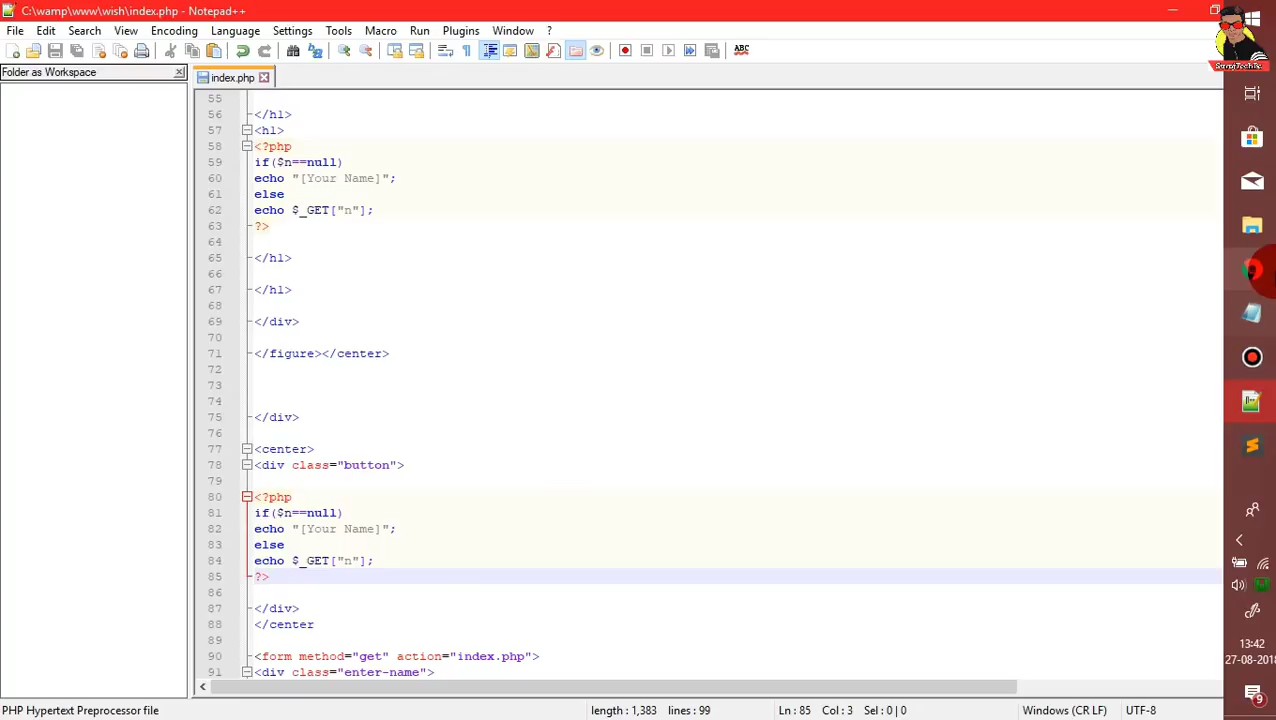 C:\wamp\www\wish\index.php - Notepad++
File Edit Search View Encoding Language Settings Tools Macro Run Plugins Window ?
ABC
Folder as Workspace
index.php
55
56 </h1>
57 <h1>
58 <?php
59 if($n==null)
60 echo "[Your Name]";
61 else
62 echo $_GET["n"];
63 ?>
64
65 </h1>
66
67 </h1>
68
69 </div>
70
71 </figure></center>
72
73
74
75 </div>
76
77 <center>
78 <div class="button">
79
80 <?php
81 if($n==null)
82 echo "[Your Name]";
83 else
84 echo $_GET["n"];
85 ?>
86
87 </div>
88 </center
89
90 <form method="get" action="index.php">
91 <div class="enter-name">
13:42
27-08-2018
9
PHP Hypertext Preprocessor file length : 1,383 lines : 99 Ln : 85 Col : 3 Sel : 0 | 0 Windows (CR LF) UTF-8